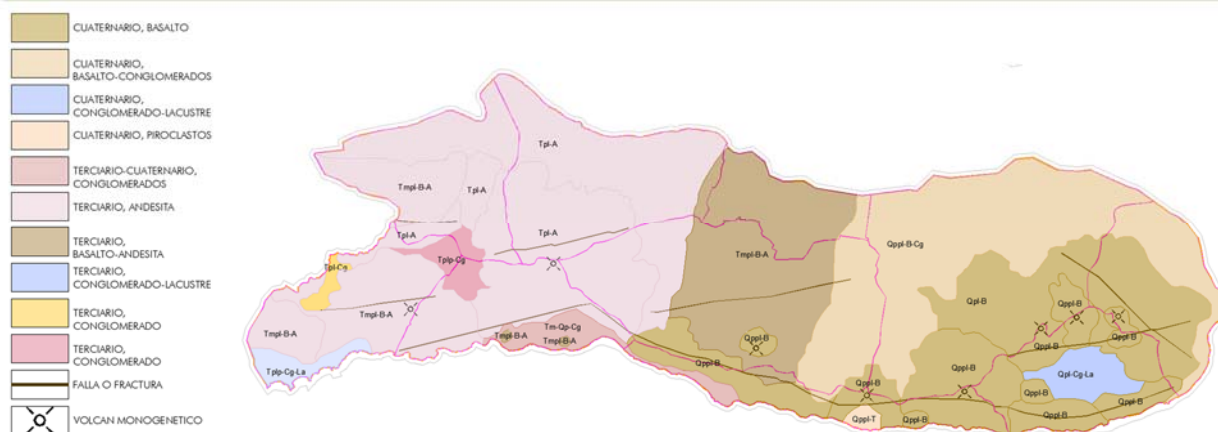 CUATERNARIO, BASALTO
CUATERNARIO,
BASALTO-CONGLOMERADOS
CUATERNARIO,
CONGLOMERADO-LACUSTRE
CUATERNARIO, PIROCLASTOS
TERCIARIO-CUATERNARIO,
CONGLOMERADOS
TERCIARIO, ANDESITA
TERCIARIO,
BASALTO-ANDESITA
TERCIARIO,
CONGLOMERADO-LACUSTRE
TERCIARIO,
CONGLOMERADO
TERCIARIO,
CONGLOMERADO
FALLA O FRACTURA
VOLCAN MONOGENETICO
Tpl-A
Tmpl-B-A
Tpl-A
Tpl-A
Tpl-A
Qppl-B-Cg
Tmpl-B-A
Tplp-Cg
Tpl-Cg
Qpl-B
Qppl-B
Tmpl-B-A
Tm-Qp-Cg
Tmpl-B-A
Tmpl-B-A
Tmpl-B-A
Qppl-B
Qppl-B
Qppl-B
Qppl-B
Qppl-B
Tplp-Cg-La
Qppl-B
Qpl-Cg-La
Qppl-B
Qppl-B
Qppl-B
Qppl-T
Qppl-B
Qppl-B